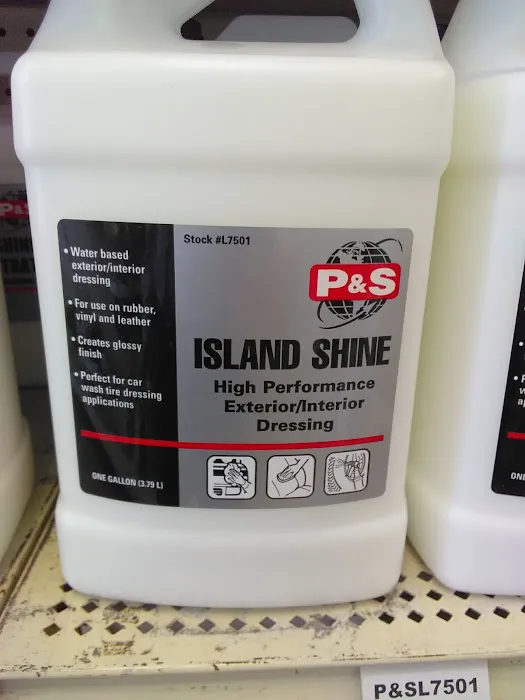 Stock #L7501
• Water based
exterior/interior
dressing
• For use on rubber,
vinyl and leather
• Creates glossy
finish
• Perfect for car
wash tire dressing
applications
ONE GALLON (3.79 L)
P&S
ISLAND SHINE
High Performance
Exterior/Interior
Dressing
P&SL7501